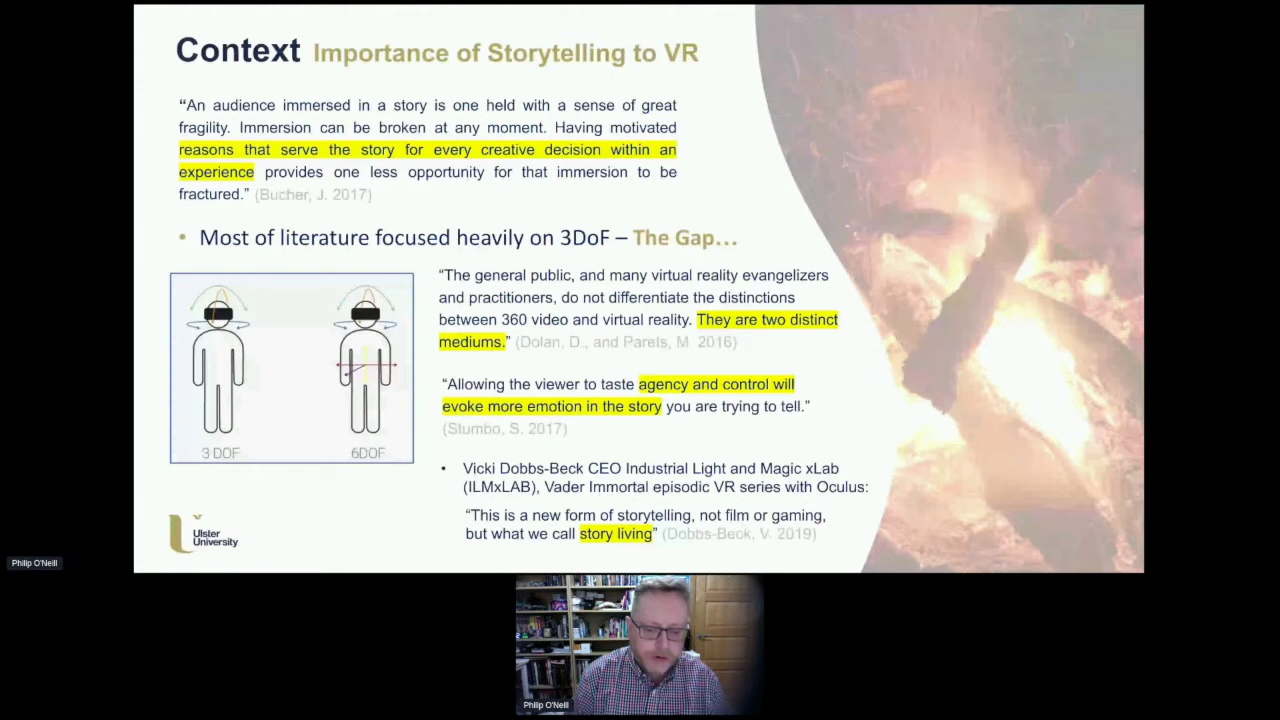 Context Importance of Storytelling to VR
“An audience immersed in a story is one held with a sense of great
fragility. Immersion can be broken at any moment. Having motivated
reasons that serve the story for every creative decision within an
experience provides one less opportunity for that immersion to be
fractured.” (Bucher, J. 2017)
• Most of literature focused heavily on 3DoF – The Gap…
3 DOF
6DOF
“The general public, and many virtual reality evangelizers
and practitioners, do not differentiate the distinctions
between 360 video and virtual reality. They are two distinct
mediums.” (Dolan, D., and Parets, M. 2016)
“Allowing the viewer to taste agency and control will
evoke more emotion in the story you are trying to tell.”
(Stumbo, S. 2017)
• Vicki Dobbs-Beck CEO Industrial Light and Magic xLab
(ILMxLAB), Vader Immortal episodic VR series with Oculus:
“This is a new form of storytelling, not film or gaming,
but what we call story living” (Dobbs-Beck, V. 2019)
Ulster
University
Philip O'Neill
Philip O'Neill